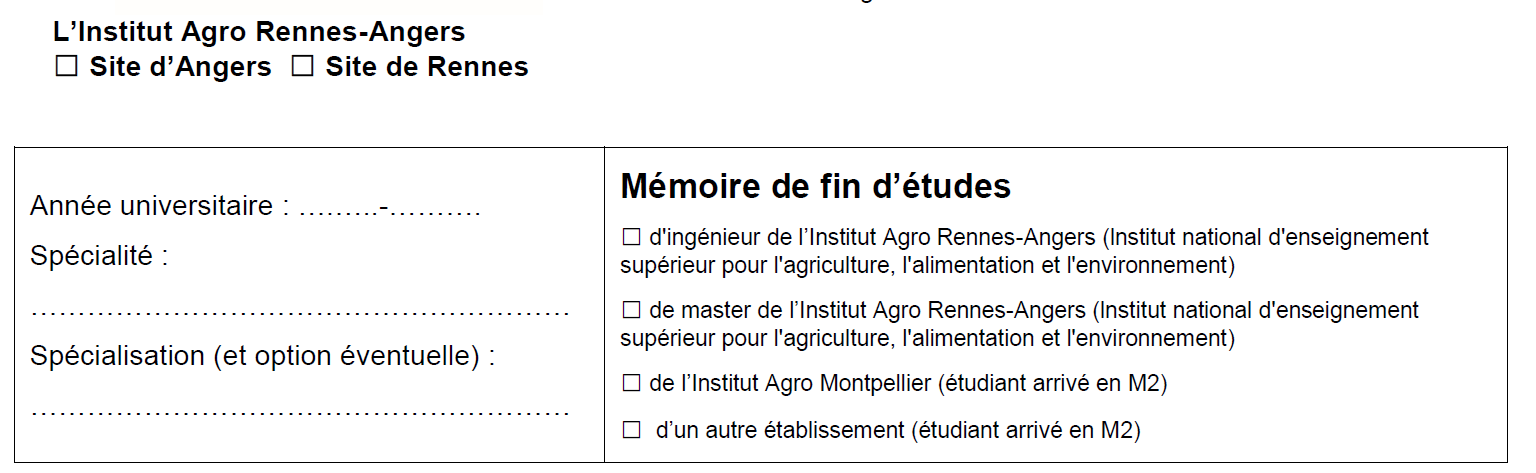 L’Institut Agro Rennes-Angers
☐ Site d’Angers ☐ Site de Rennes
Année universitaire : ……...-……….
Spécialité :
…………………………………………………
Spécialisation (et option éventuelle) :
…………………………………………………
Mémoire de fin d’études
☐ d'ingénieur de l’Institut Agro Rennes-Angers (Institut national d'enseignement
supérieur pour l'agriculture, l'alimentation et l'environnement)
☐ de master de l’Institut Agro Rennes-Angers (Institut national d'enseignement
supérieur pour l'agriculture, l'alimentation et l'environnement)
☐ de l’Institut Agro Montpellier (étudiant arrivé en M2)
☐ d’un autre établissement (étudiant arrivé en M2)